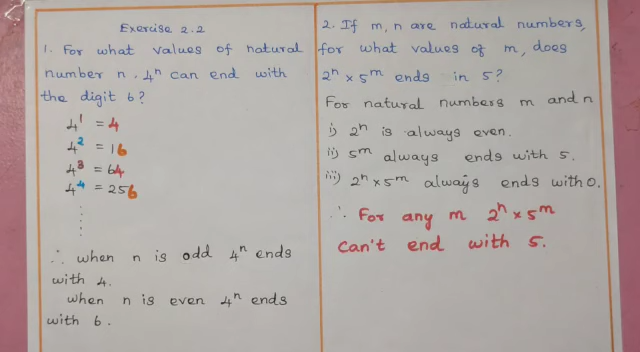 Exercise 2.2
1. For what values of natural
number n, 4ⁿ can end with
the digit 6?
4¹ = 4
4² = 16
4³ = 64
4⁴ = 256
∴ when n is odd 4ⁿ ends
with 4.
when n is even 4ⁿ ends
with 6.
2. If m, n are natural numbers,
for what values of m, does
2ⁿ × 5ᵐ ends in 5?
For natural numbers m and n
i) 2ⁿ is always even.
ii) 5ᵐ always ends with 5.
iii) 2ⁿ × 5ᵐ always ends with 0.
∴ For any m 2ⁿ × 5ᵐ
can't end with 5.